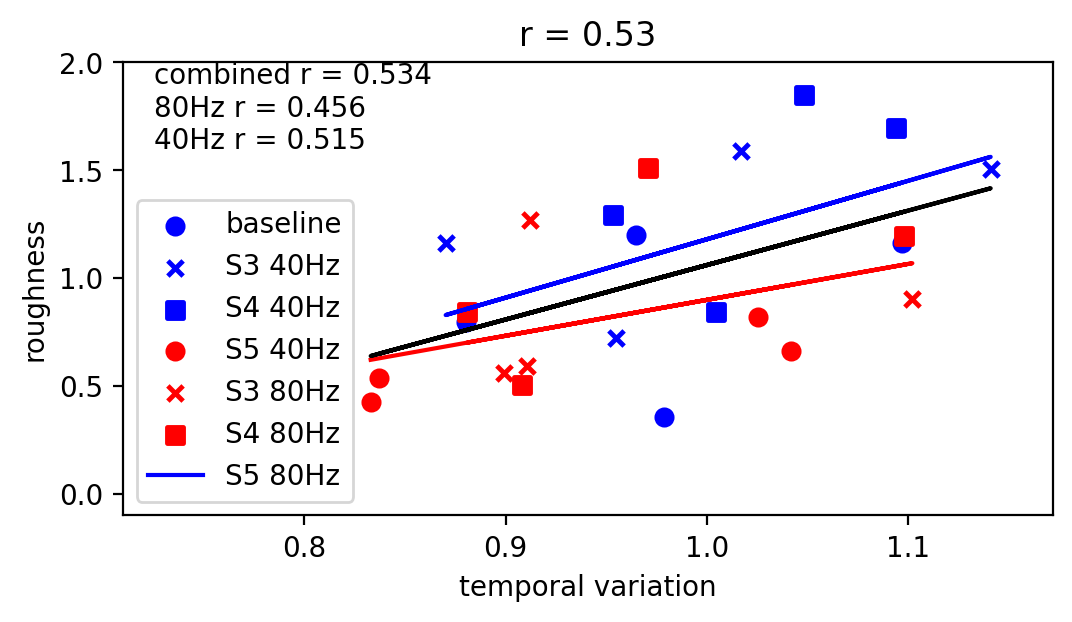 r = 0.53
combined r = 0.534
80Hz r = 0.456
40Hz r = 0.515
2.0
1.5
1.0
0.5
0.0
roughness
baseline
S3 40Hz
S4 40Hz
S5 40Hz
S3 80Hz
S4 80Hz
S5 80Hz
0.8 0.9 1.0 1.1
temporal variation